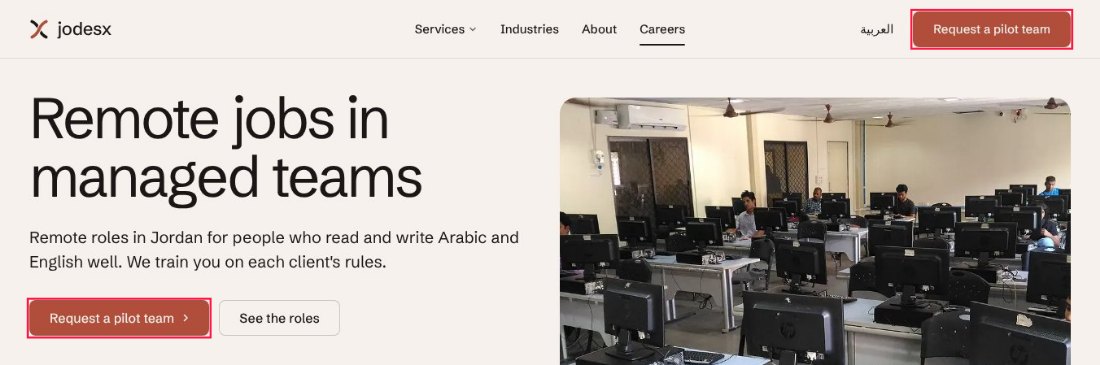 jodesx
Services
Industries
About
Careers
العربية
Request a pilot team
Remote jobs in
managed teams
Remote roles in Jordan for people who read and write Arabic and
English well. We train you on each client's rules.
Request a pilot team
See the roles